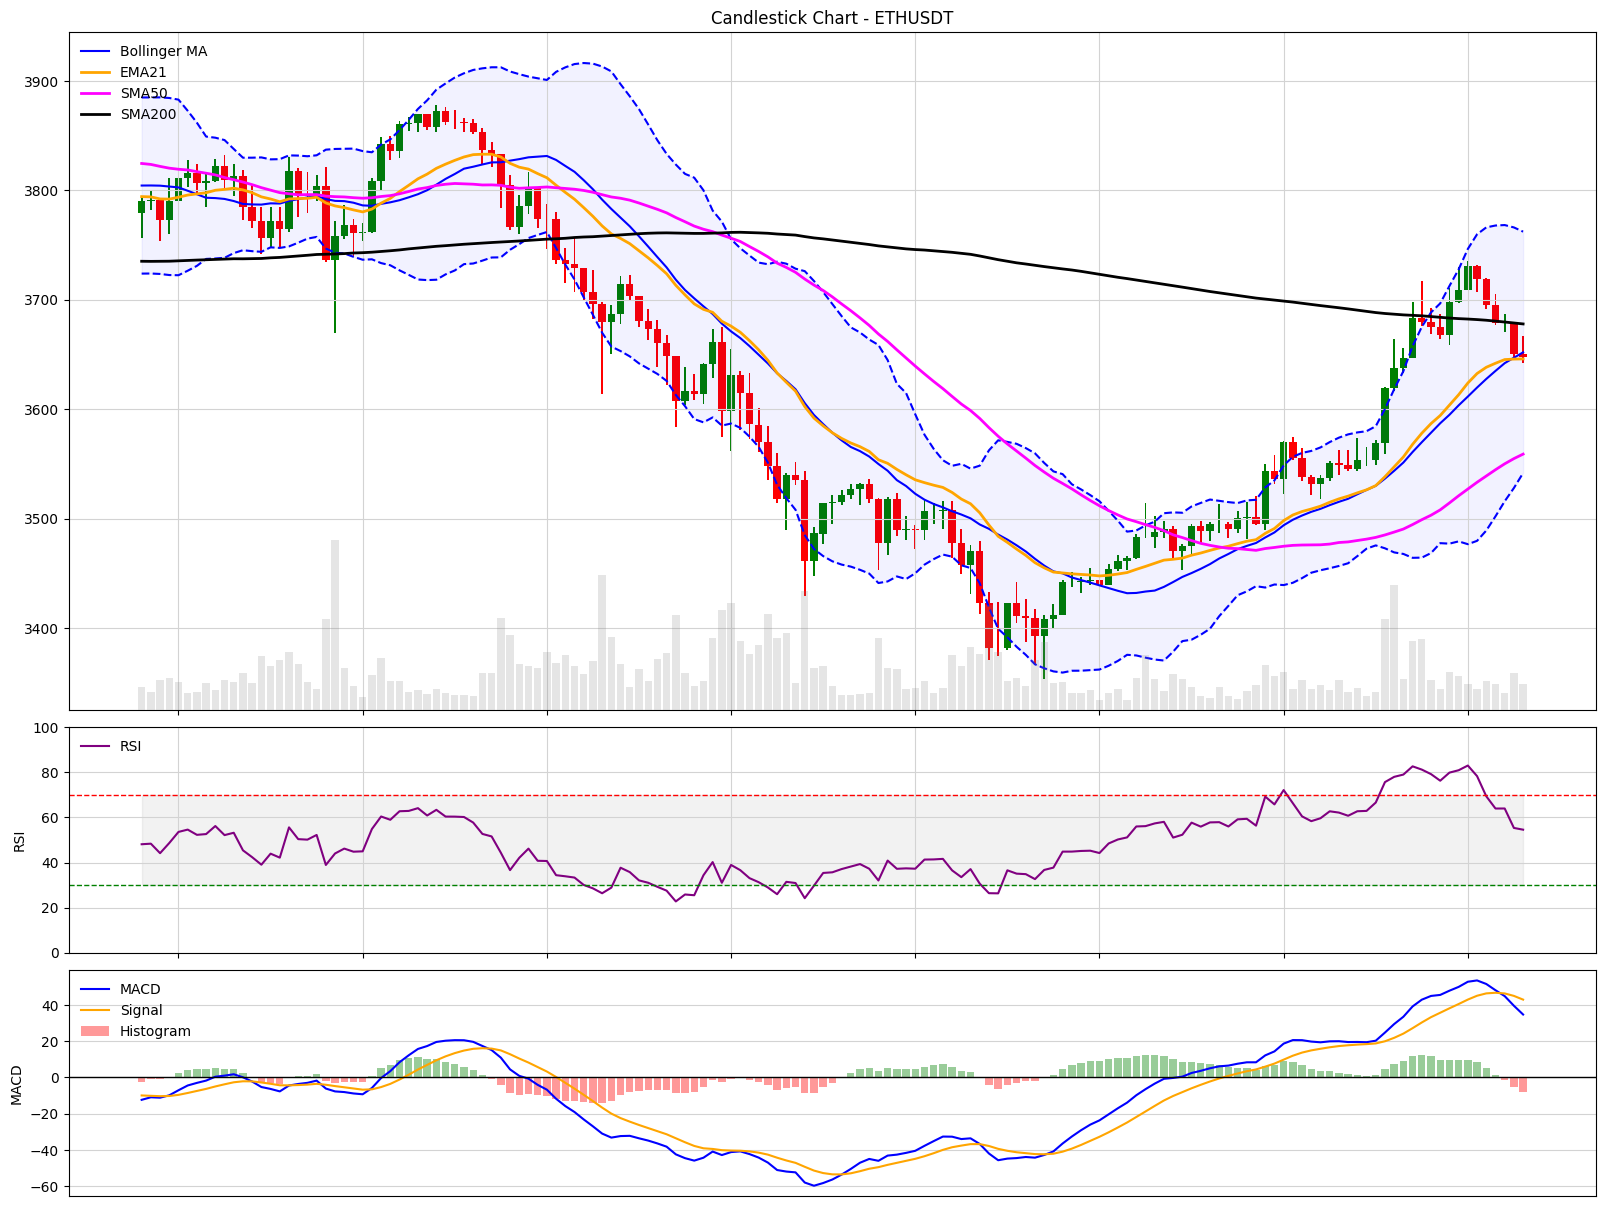 Candlestick Chart - ETHUSDT
Bollinger MA
EMA21
SMA50
SMA200
3900
3800
3700
3600
3500
3400
RSI
100
80
60
40
20
0
RSI
MACD
Signal
Histogram
40
20
0
−20
−40
−60
MACD